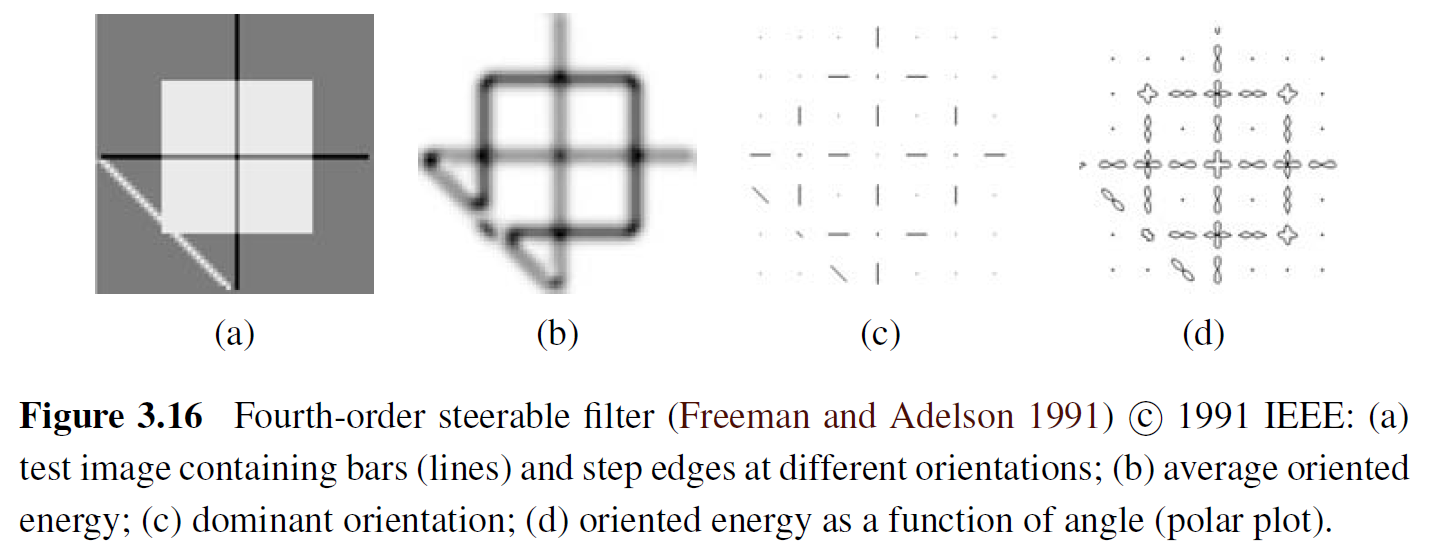 (a) (b) (c) (d)
Figure 3.16 Fourth-order steerable filter (Freeman and Adelson 1991) © 1991 IEEE: (a)
test image containing bars (lines) and step edges at different orientations; (b) average oriented
energy; (c) dominant orientation; (d) oriented energy as a function of angle (polar plot).